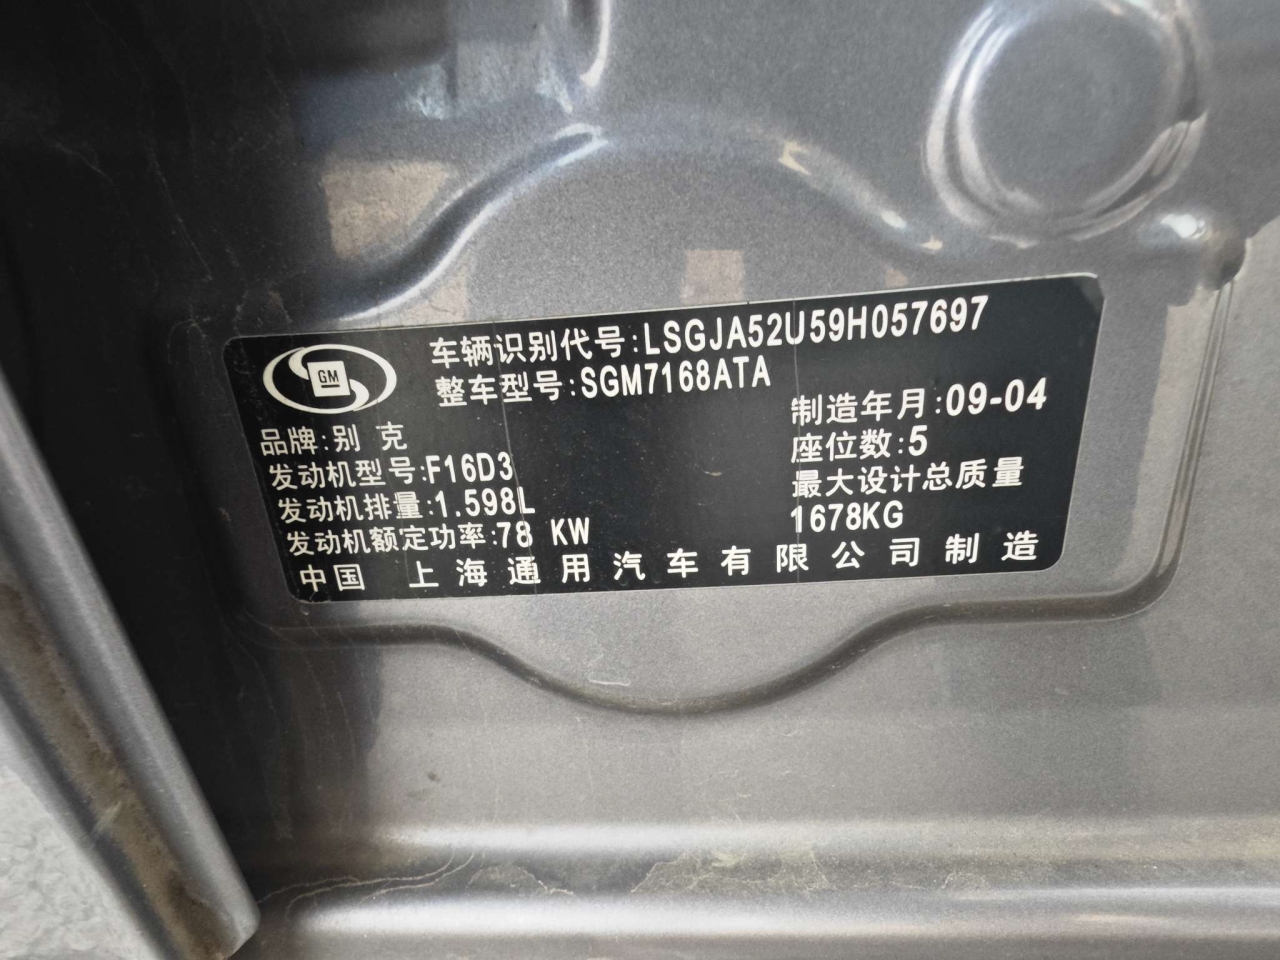 车辆识别代号:LSGJA52U59H057697
整车型号:SGM7168ATA
GM
制造年月:09-04
品牌:别 克
座位数:5
发动机型号:F16D3
最大设计总质量
发动机排量:1.598L
1678KG
发动机额定功率:78 KW
中国 上海通用汽车有限公司制造